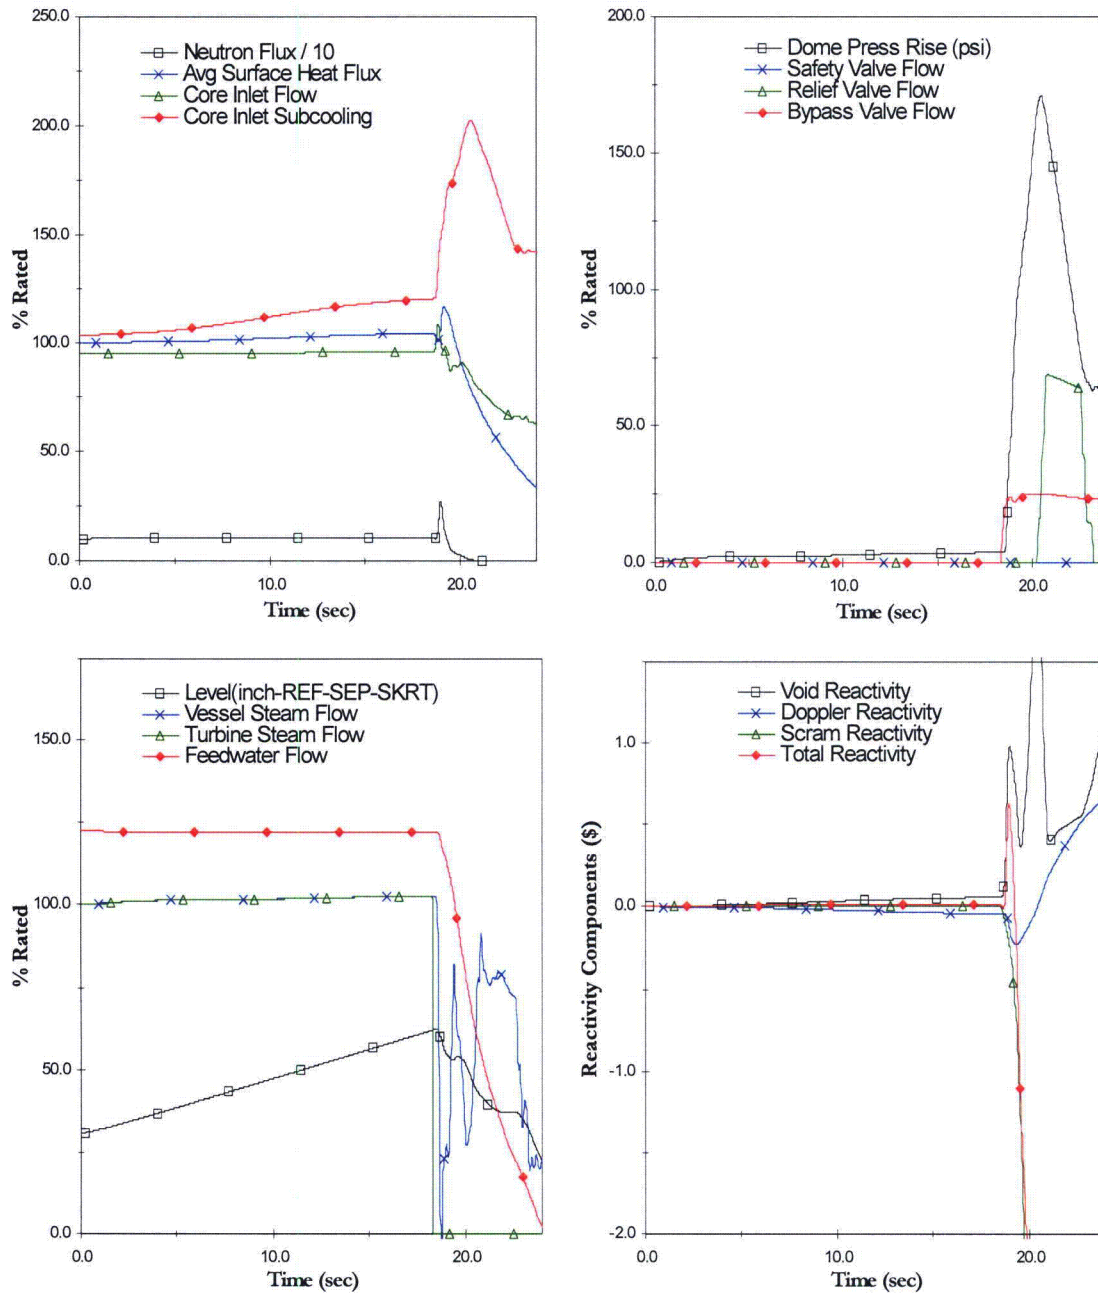 250.0
200.0
150.0
100.0
50.0
0.0
% Rated
Neutron Flux / 10
Avg Surface Heat Flux
Core Inlet Flow
Core Inlet Subcooling
0.0
10.0
20.0
Time (sec)
200.0
150.0
100.0
50.0
0.0
% Rated
Dome Press Rise (psi)
Safety Valve Flow
Relief Valve Flow
Bypass Valve Flow
0.0
10.0
20.0
Time (sec)
150.0
100.0
50.0
0.0
% Rated
Level(inch-REF-SEP-SKRT)
Vessel Steam Flow
Turbine Steam Flow
Feedwater Flow
0.0
10.0
20.0
Time (sec)
1.0
0.0
-1.0
-2.0
Reactivity Components ($)
Void Reactivity
Doppler Reactivity
Scram Reactivity
Total Reactivity
0.0
10.0
20.0
Time (sec)